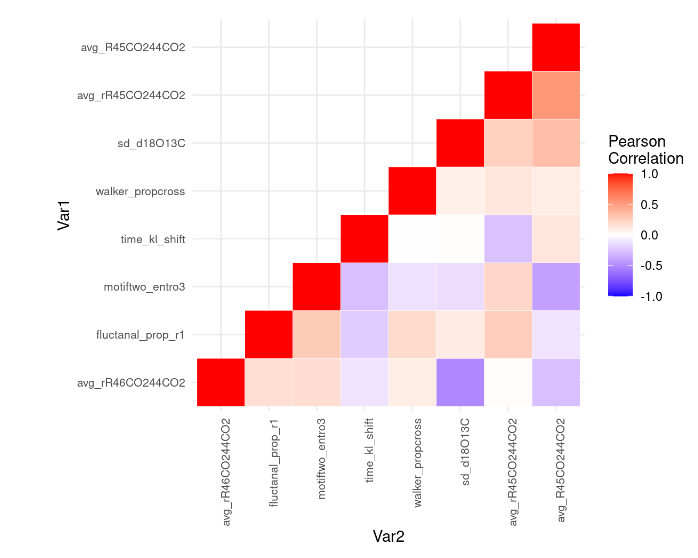 avg_R45CO244CO2
avg_rR45CO244CO2
sd_d18O13C
walker_propcross
time_kl_shift
motiftwo_entro3
fluctanal_prop_r1
avg_rR46CO244CO2
Var1
avg_rR46CO244CO2
fluctanal_prop_r1
motiftwo_entro3
time_kl_shift
walker_propcross
sd_d18O13C
avg_rR45CO244CO2
avg_R45CO244CO2
Var2
Pearson
Correlation
1.0
0.5
0.0
-0.5
-1.0